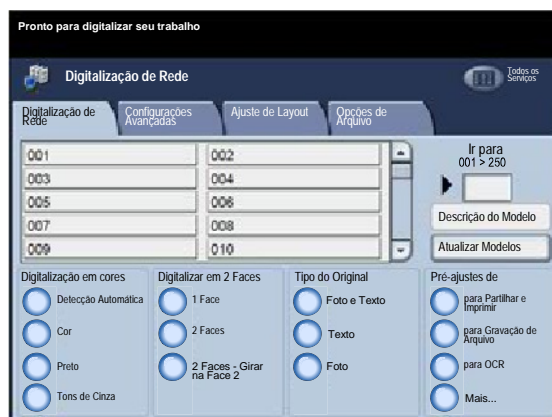 Pronto para digitalizar seu trabalho
Digitalização de Rede
Todos os
Serviços
Digitalização de
Rede
Configurações
Avançadas
Ajuste de Layout
Opções de
Arquivo
001
002
003
004
005
006
007
008
009
010
Ir para
001 > 250
Descrição do Modelo
Atualizar Modelos
Digitalização em cores
Detecção Automática
Cor
Preto
Tons de Cinza
Digitalizar em 2 Faces
1 Face
2 Faces
2 Faces - Girar
na Face 2
Tipo do Original
Foto e Texto
Texto
Foto
Pré-ajustes de
para Partilhar e
Imprimir
para Gravação de
Arquivo
para OCR
Mais...